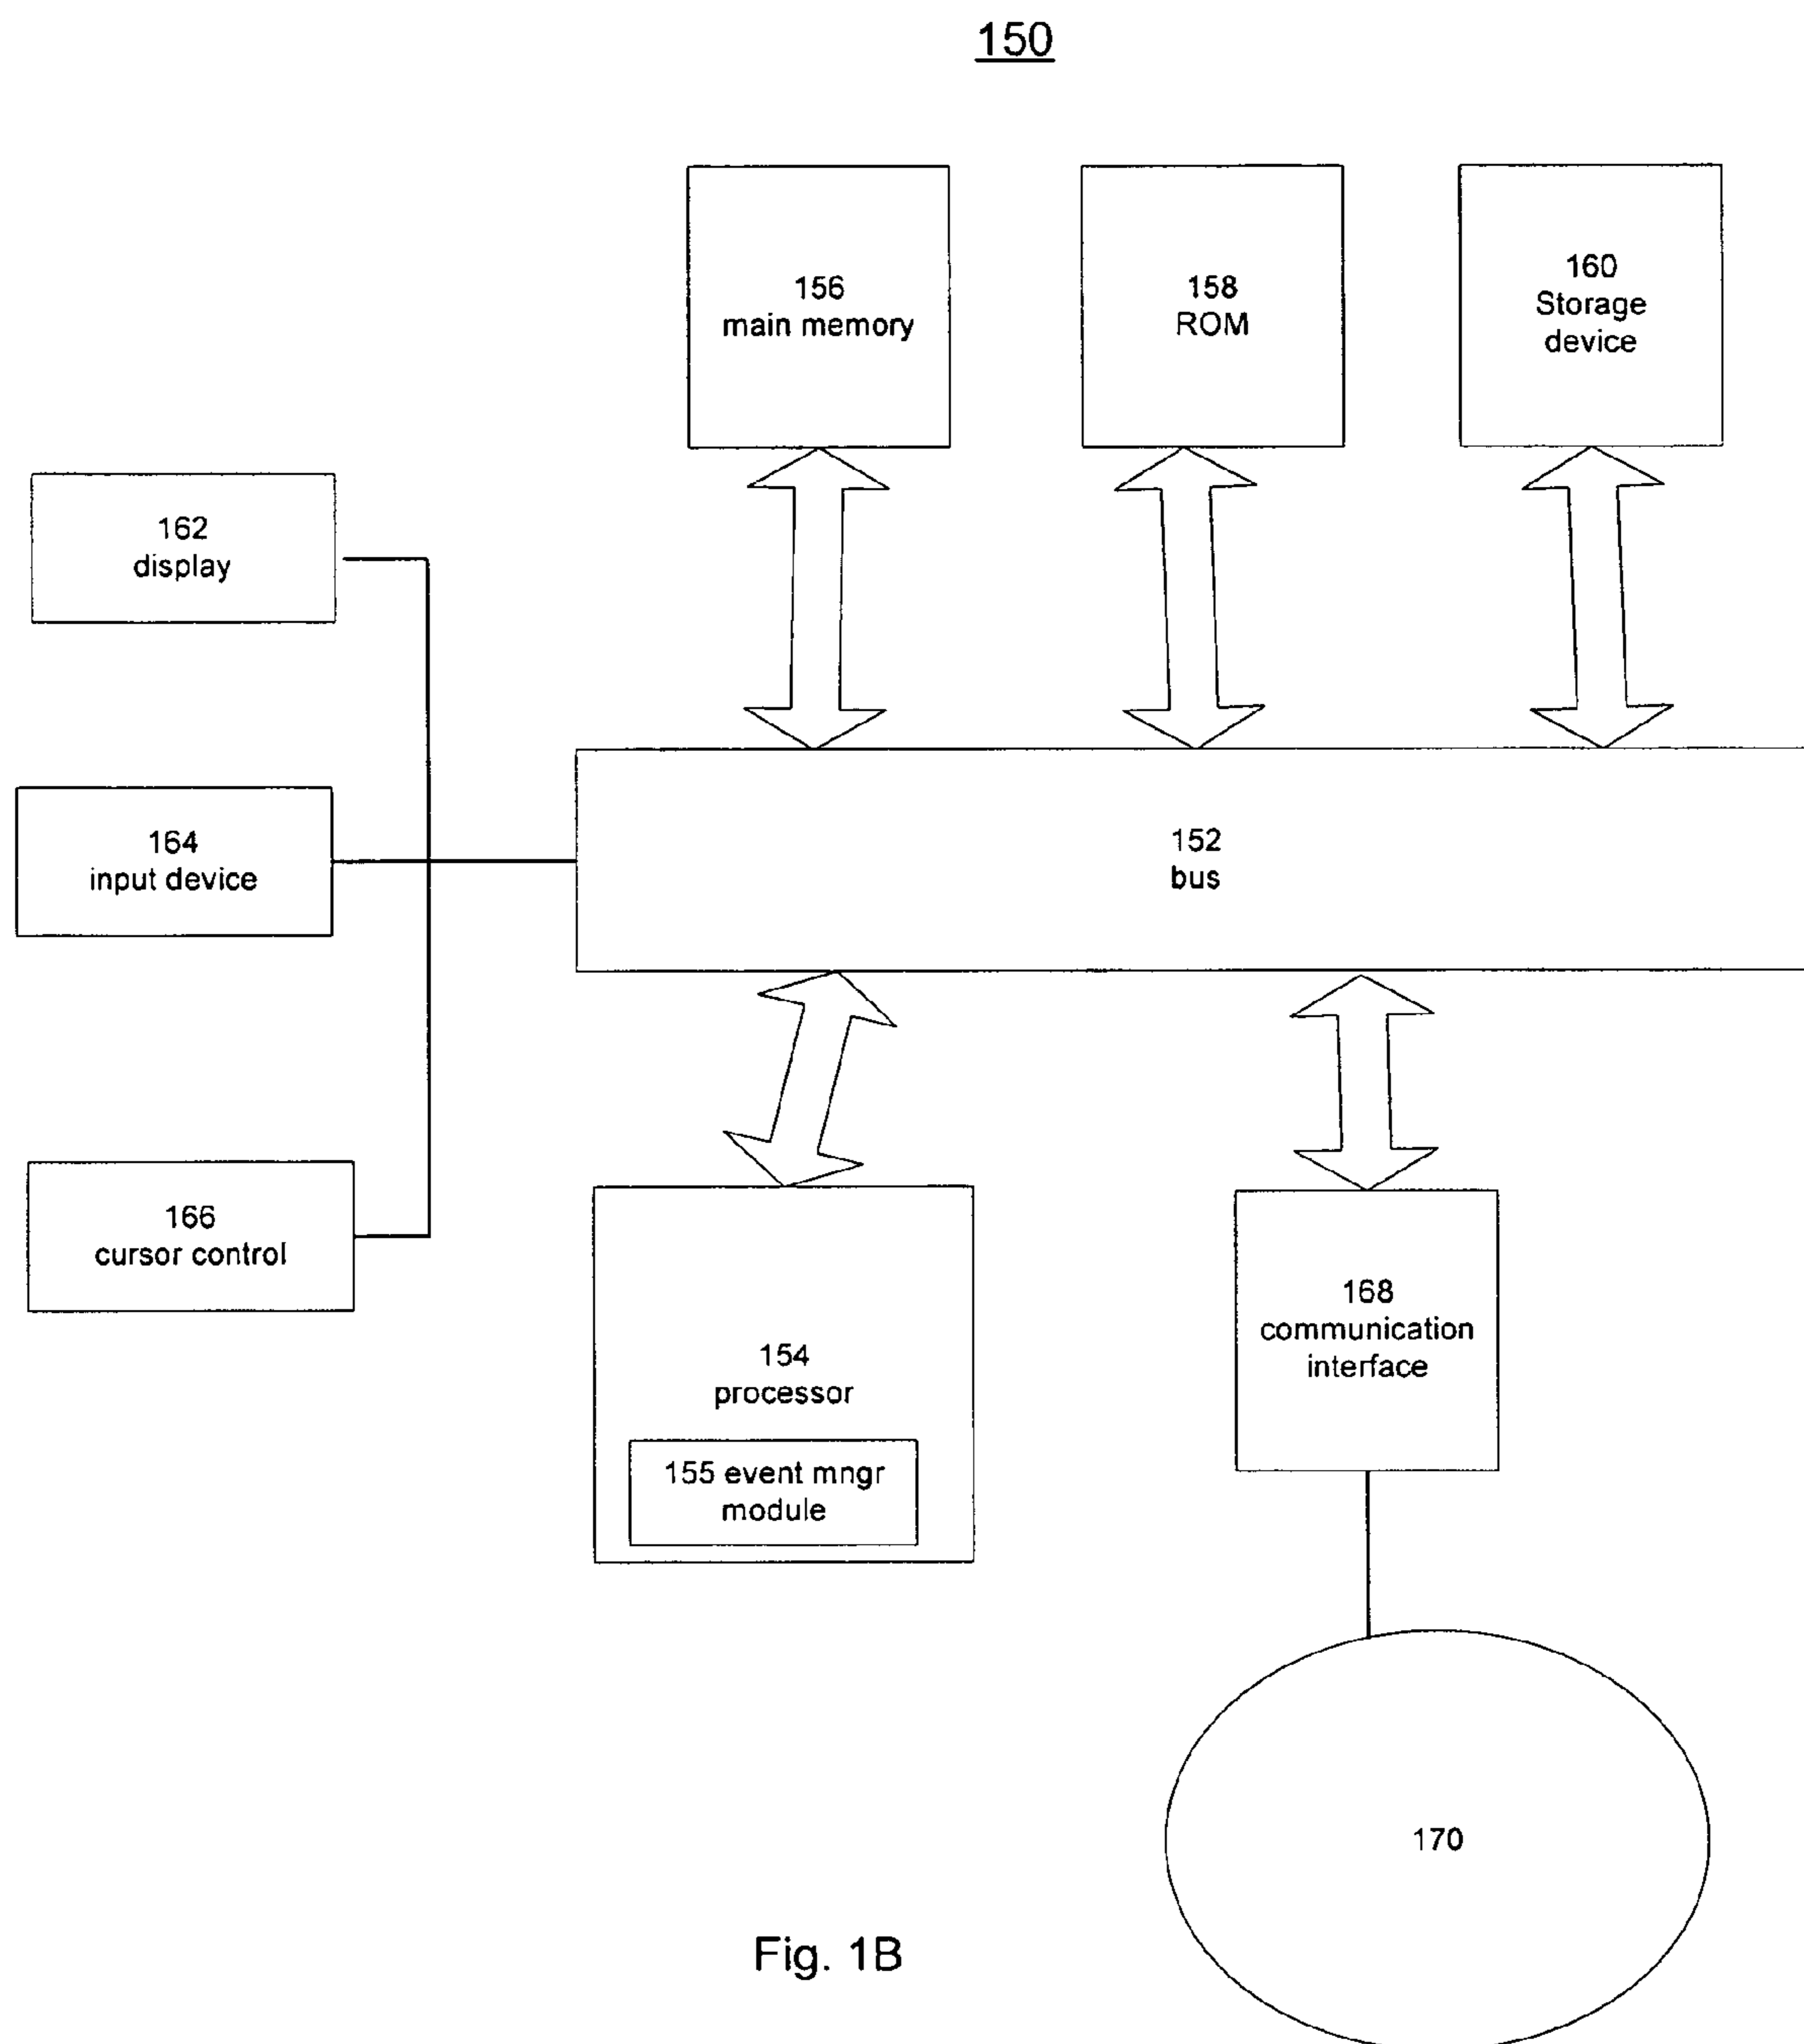 150
156
main memory
158
ROM
160
Storage
device
162
display
164
input device
152
bus
166
cursor control
154
processor
155 event mngr
module
168
communication
interface
170
Fig. 1B